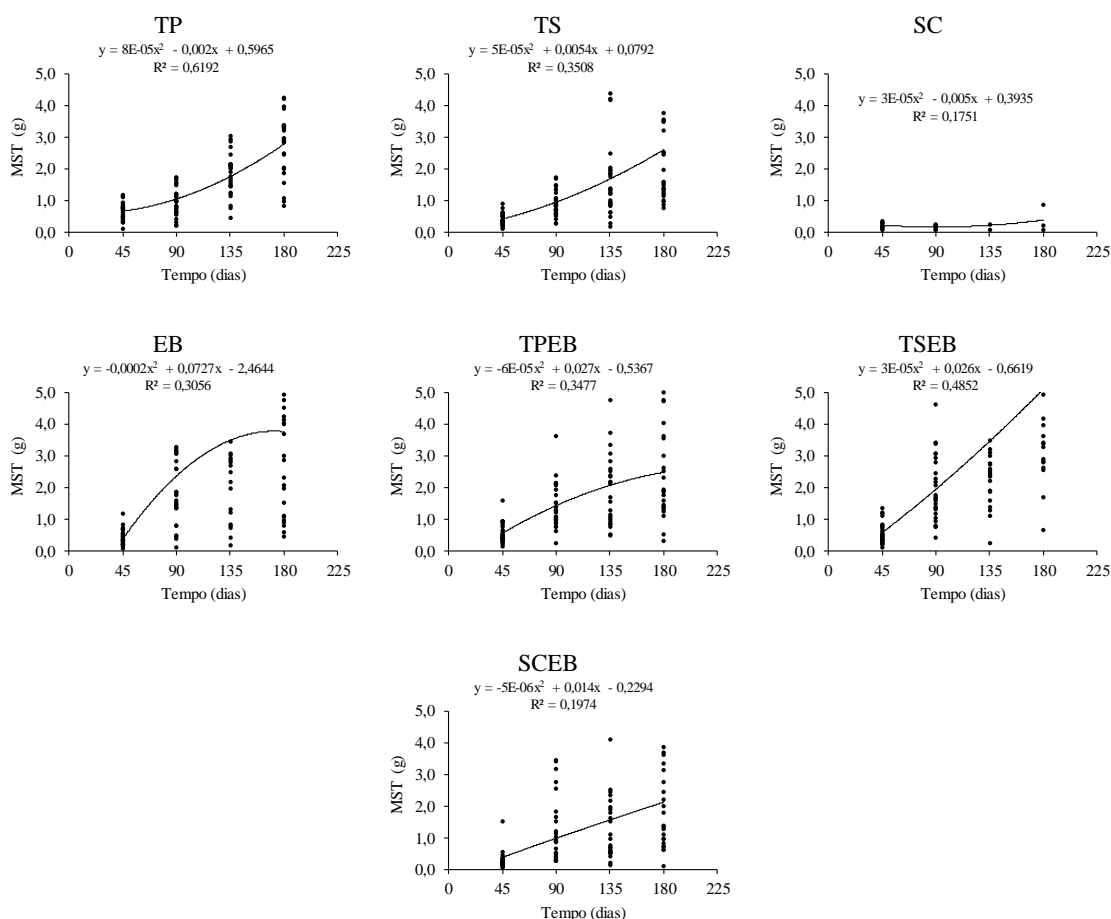 TP
y = 8E-05x² - 0,002x + 0,5965
R² = 0,6192
5,0
4,0
3,0
2,0
1,0
0,0
MST (g)
0 45 90 135 180 225
Tempo (dias)
TS
y = 5E-05x² + 0,0054x + 0,0792
R² = 0,3508
5,0
4,0
3,0
2,0
1,0
0,0
MST (g)
0 45 90 135 180 225
Tempo (dias)
SC
y = 3E-05x² - 0,005x + 0,3935
R² = 0,1751
5,0
4,0
3,0
2,0
1,0
0,0
MST (g)
0 45 90 135 180 225
Tempo (dias)
EB
y = -0,0002x² + 0,0727x - 2,4644
R² = 0,3056
5,0
4,0
3,0
2,0
1,0
0,0
MST (g)
0 45 90 135 180 225
Tempo (dias)
TPEB
y = -6E-05x² + 0,027x - 0,5367
R² = 0,3477
5,0
4,0
3,0
2,0
1,0
0,0
MST (g)
0 45 90 135 180 225
Tempo (dias)
TSEB
y = 3E-05x² + 0,026x - 0,6619
R² = 0,4852
5,0
4,0
3,0
2,0
1,0
0,0
MST (g)
0 45 90 135 180 225
Tempo (dias)
SCEB
y = -5E-06x² + 0,014x - 0,2294
R² = 0,1974
5,0
4,0
3,0
2,0
1,0
0,0
MST (g)
0 45 90 135 180 225
Tempo (dias)